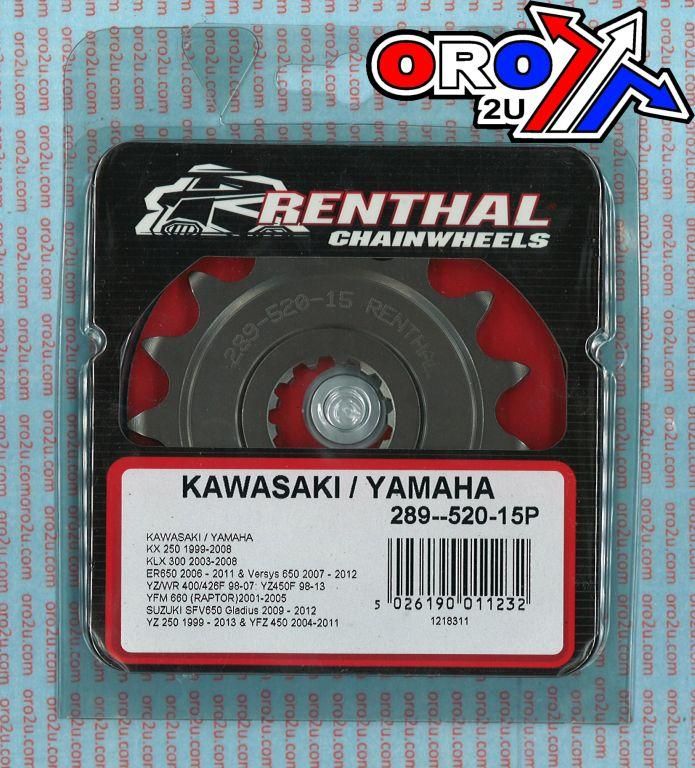 ORO
2U
RENTHAL
CHAINWHEELS
289-520-15 RENTHAL
KAWASAKI / YAMAHA
289--520-15P
KAWASAKI / YAMAHA
KX 250 1999-2008
KLX 300 2003-2008
ER650 2006 - 2011 & Versys 650 2007 - 2012
YZ/WR 400/426F 98-07: YZ450F 98-13
YFM 660 (RAPTOR)2001-2005
SUZUKI SFV650 Gladius 2009 - 2012
YZ 250 1999 - 2013 & YFZ 450 2004-2011
5 026190 011232
1218311
oro2u.com